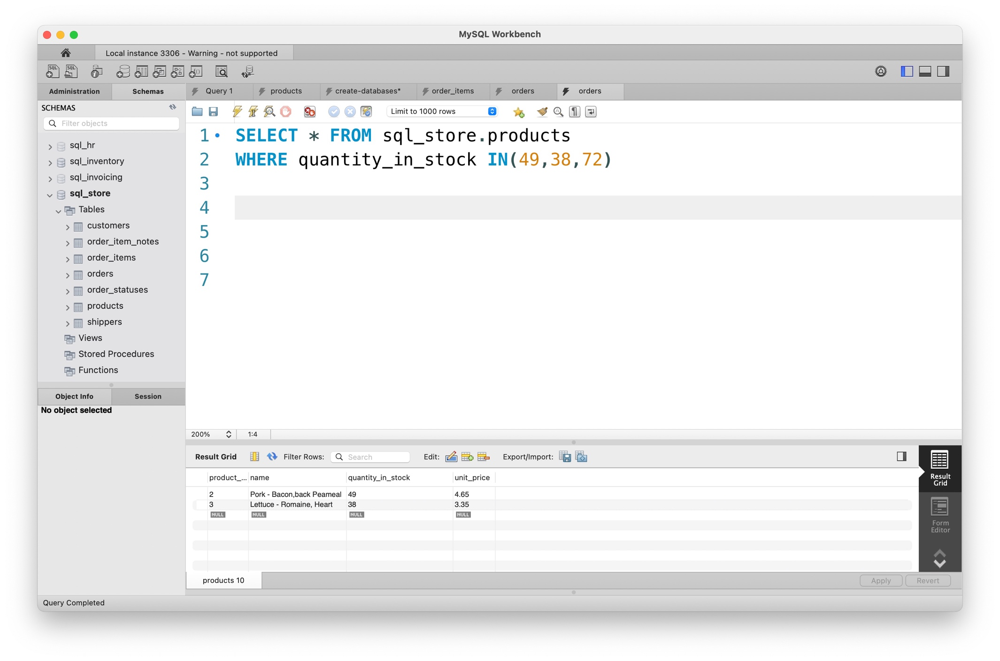 MySQL Workbench
Local instance 3306 - Warning - not supported
SQL SQL
Administration Schemas
Query 1 products create-databases* order_items orders orders
SCHEMAS
Filter objects
Limit to 1000 rows
sql_hr
sql_inventory
sql_invoicing
sql_store
Tables
customers
order_item_notes
order_items
orders
order_statuses
products
shippers
Views
Stored Procedures
Functions
1 SELECT * FROM sql_store.products
2 WHERE quantity_in_stock IN(49,38,72)
3
4
5
6
7
Object Info Session
No object selected
200% 1:4
Result Grid Filter Rows: Search Edit: Export/Import:
product_... name quantity_in_stock unit_price
2 Pork - Bacon,back Peameal 49 4.65
3 Lettuce - Romaine, Heart 38 3.35
NULL NULL NULL NULL
Result
Grid
Form
Editor
products 10
Apply Revert
Query Completed